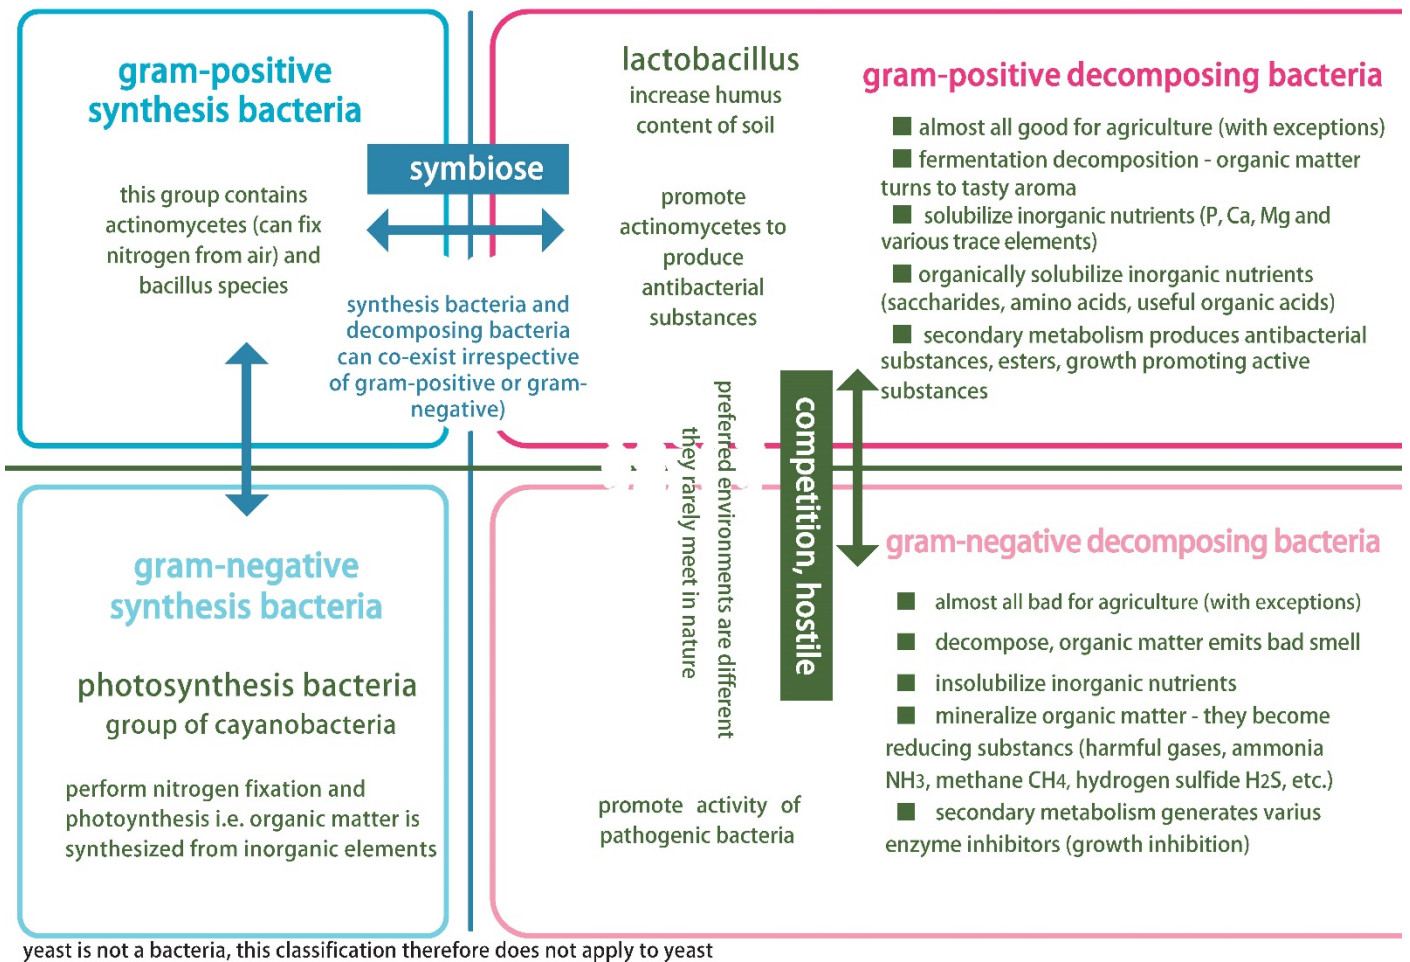 gram-positive
synthesis bacteria
this group contains
actinomycetes (can fix
nitrogen from air) and
bacillus species
symbiose
synthesis bacteria and
decomposing bacteria
can co-exist irrespective
of gram-positive or gram-
negative)
lactobacillus
increase humus
content of soil
promote
actinomycetes to
produce
antibacterial
substances
gram-positive decomposing bacteria
almost all good for agriculture (with exceptions)
fermentation decomposition - organic matter
turns to tasty aroma
solubilize inorganic nutrients (P, Ca, Mg and
various trace elements)
organically solubilize inorganic nutrients
(saccharides, amino acids, useful organic acids)
secondary metabolism produces antibacterial
substances, esters, growth promoting active
substances
preferred environments are different
they rarely meet in nature
competition, hostile
gram-negative
synthesis bacteria
photosynthesis bacteria
group of cayanobacteria
perform nitrogen fixation and
photoynthesis i.e. organic matter is
synthesized from inorganic elements
promote activity of
pathogenic bacteria
gram-negative decomposing bacteria
almost all bad for agriculture (with exceptions)
decompose, organic matter emits bad smell
insolubilize inorganic nutrients
mineralize organic matter - they become
reducing substancs (harmful gases, ammonia
NH3, methane CH4, hydrogen sulfide H2S, etc.)
secondary metabolism generates varius
enzyme inhibitors (growth inhibition)
yeast is not a bacteria, this classification therefore does not apply to yeast